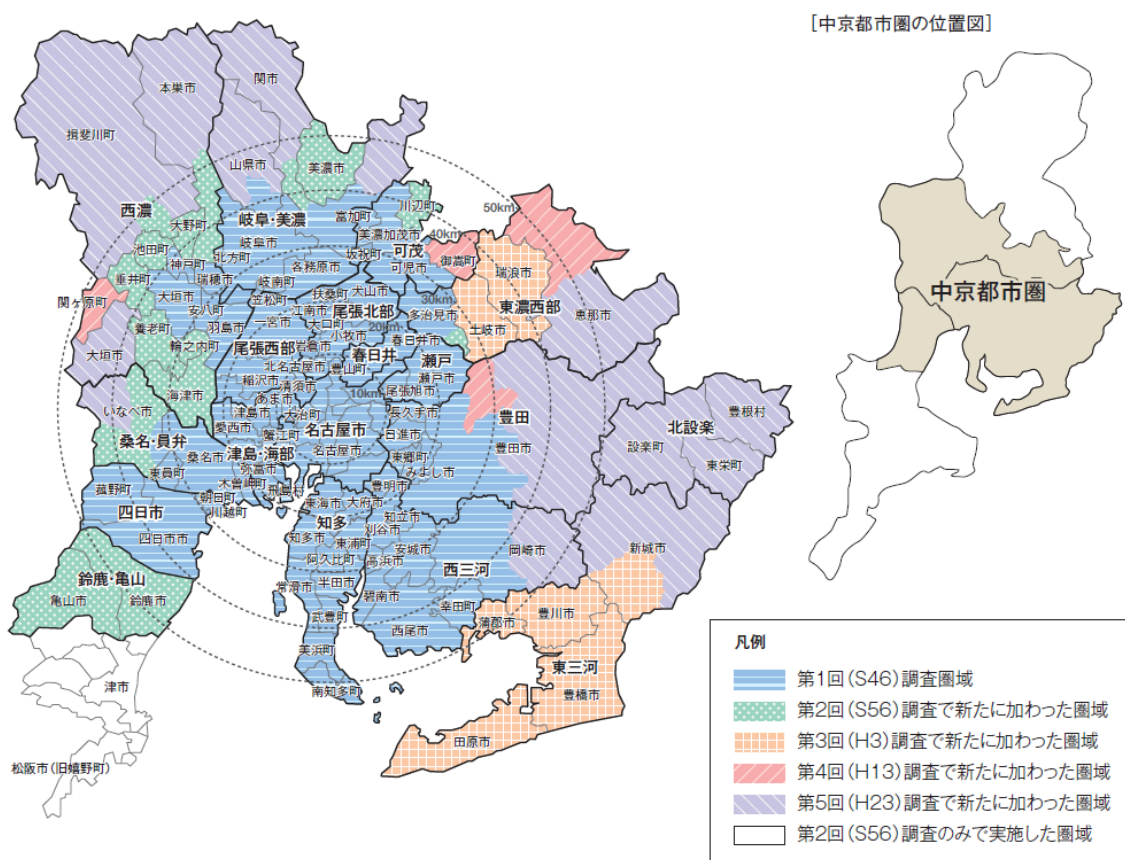 [中京都市圏の位置図]
中京都市圏
本巣市
関市
揖斐川町
山県市
美濃市
西濃
大野町
岐阜・美濃
富加町
川辺町
50km
40km
池田町
岐阜市
美濃加茂市
可茂
御嵩町
北方町
坂祝町
神戸町
瑞浪市
垂井町
瑞穂市
各務原市
可児市
東濃西部
関ヶ原町
大垣市
岐南町
笠松町
扶桑町
犬山市
30km
安八町
江南市
尾張北部
多治見市
恵那市
養老町
羽島市
一宮市
大口町
20km
土岐市
輪之内町
小牧市
春日井市
大垣市
尾張西部
岩倉市
春日井
瀬戸
北名古屋市
豊山町
海津市
稲沢市
清須市
瀬戸市
10km
尾張旭市
いなべ市
あま市
津島市
大治町
長久手市
豊田
豊根村
愛西市
北設楽
桑名・員弁
蟹江町
名古屋市
日進市
設楽町
桑名市
津島・海部
名古屋市
豊田市
東栄町
東員町
弥富市
東郷町
みよし市
菰野町
木曽岬町
飛島村
豊明市
朝日町
四日市
川越町
東海市
大府市
知多
知立市
四日市市
知多市
東浦町
刈谷市
岡崎市
新城市
阿久比町
高浜市
安城市
鈴鹿・亀山
常滑市
半田市
西三河
亀山市
鈴鹿市
碧南市
武豊町
幸田町
豊川市
西尾市
蒲郡市
美浜町
東三河
南知多町
豊橋市
津市
田原市
松阪市(旧嬉野町)
凡例
第1回(S46)調査圏域
第2回(S56)調査で新たに加わった圏域
第3回(H3)調査で新たに加わった圏域
第4回(H13)調査で新たに加わった圏域
第5回(H23)調査で新たに加わった圏域
第2回(S56)調査のみで実施した圏域